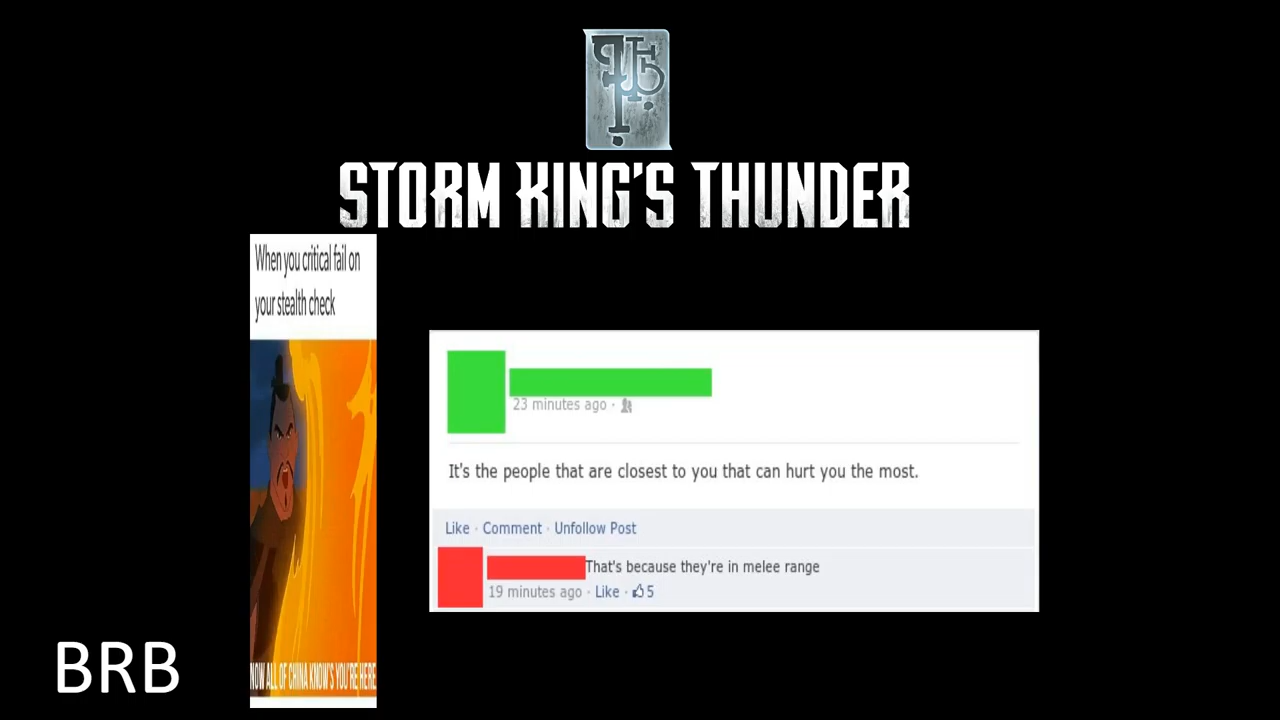 STORM KING'S THUNDER
When you critical fail on
your stealth check
NOW ALL OF CHINA KNOW'S YOU'RE HERE
23 minutes ago ·
It's the people that are closest to you that can hurt you the most.
Like · Comment · Unfollow Post
That's because they're in melee range
19 minutes ago · Like · 5
BRB